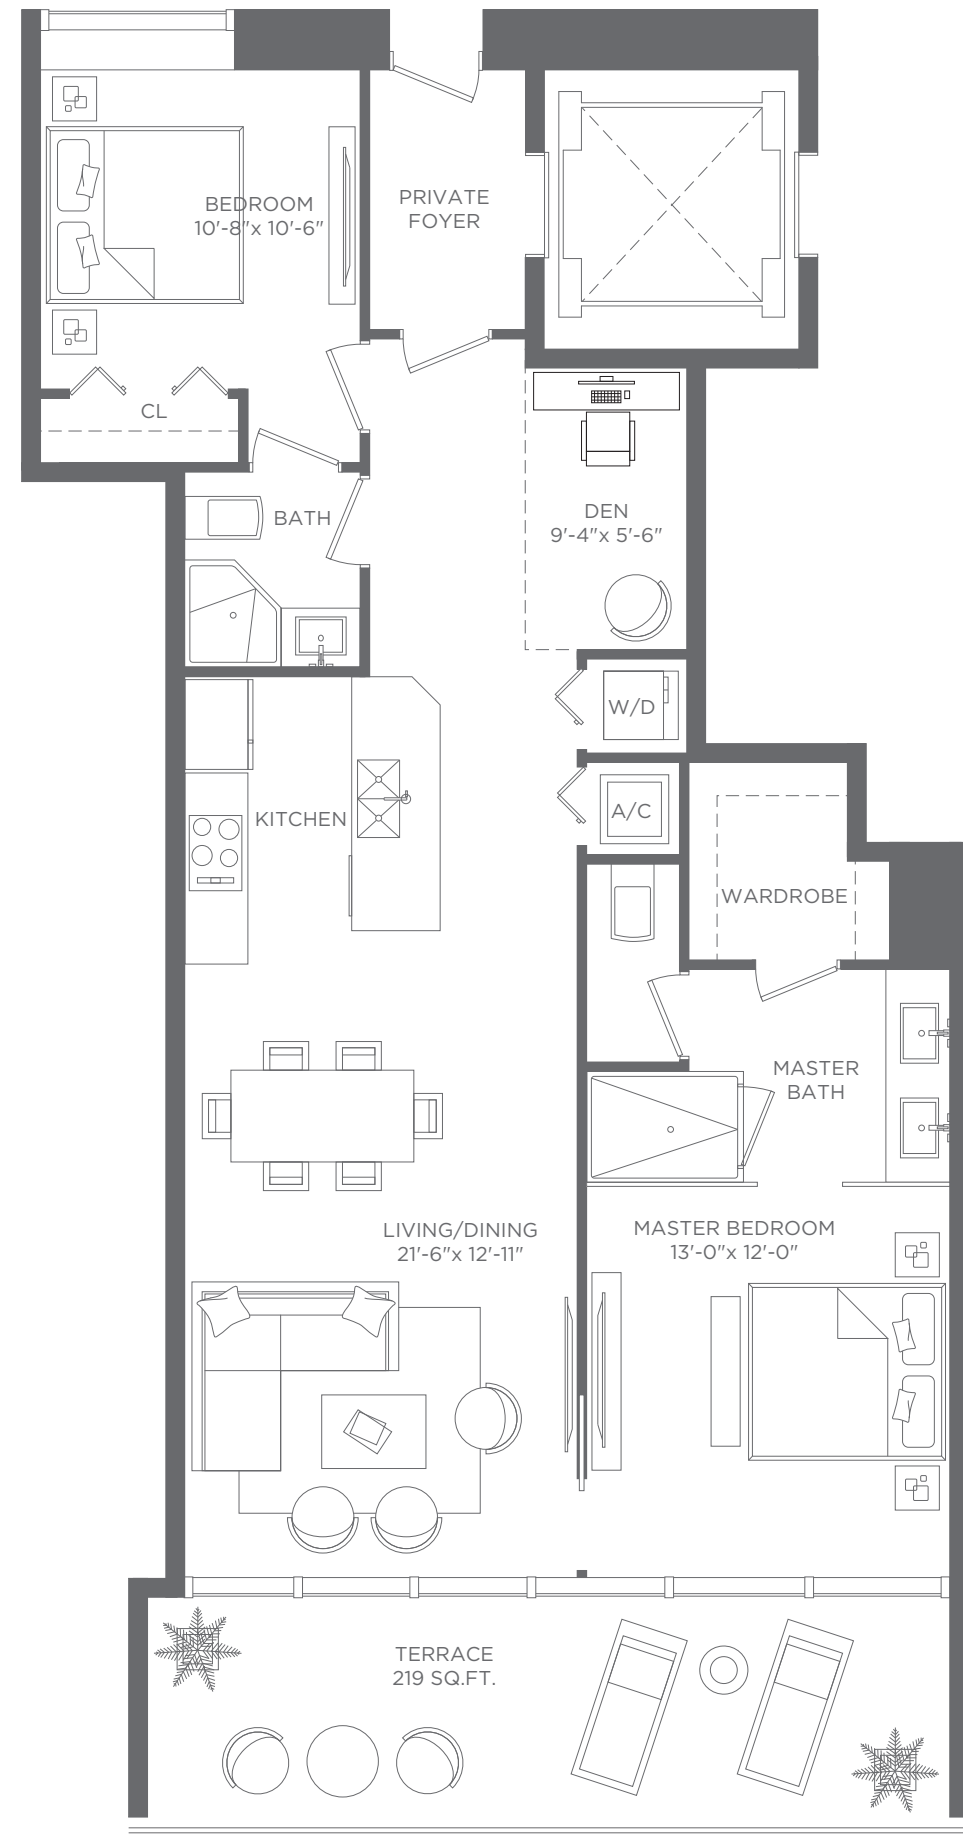 BEDROOM
10'-8"x 10'-6"
PRIVATE
FOYER
CL
BATH
DEN
9'-4"x 5'-6"
W/D
KITCHEN
A/C
WARDROBE
MASTER
BATH
LIVING/DINING
21'-6"x 12'-11"
MASTER BEDROOM
13'-0"x 12'-0"
TERRACE
219 SQ.FT.